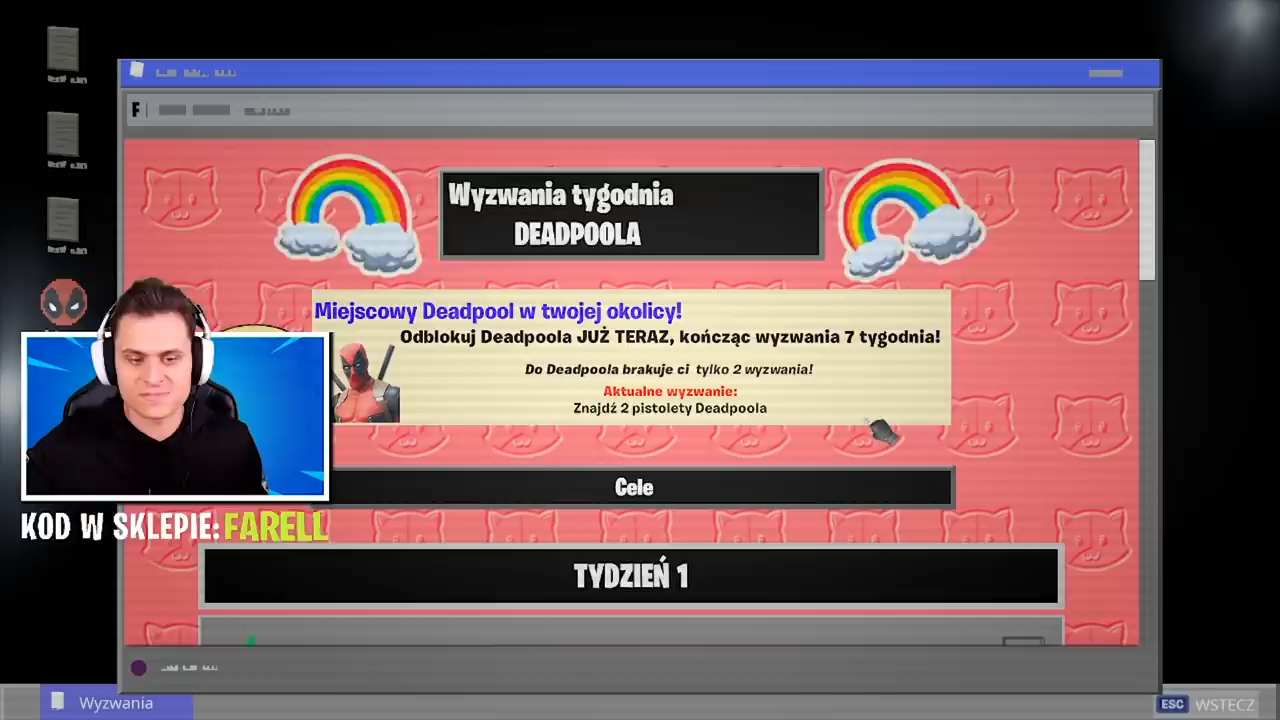 F
Wyzwania tygodnia
DEADPOOLA
Miejscowy Deadpool w twojej okolicy!
Odblokuj Deadpoola JUŻ TERAZ, kończąc wyzwania 7 tygodnia!
Do Deadpoola brakuje ci tylko 2 wyzwania!
Aktualne wyzwanie:
Znajdź 2 pistolety Deadpoola
Cele
KOD W SKLEPIE: FARELL
TYDZIEŃ 1
Wyzwania
ESC WSTECZ